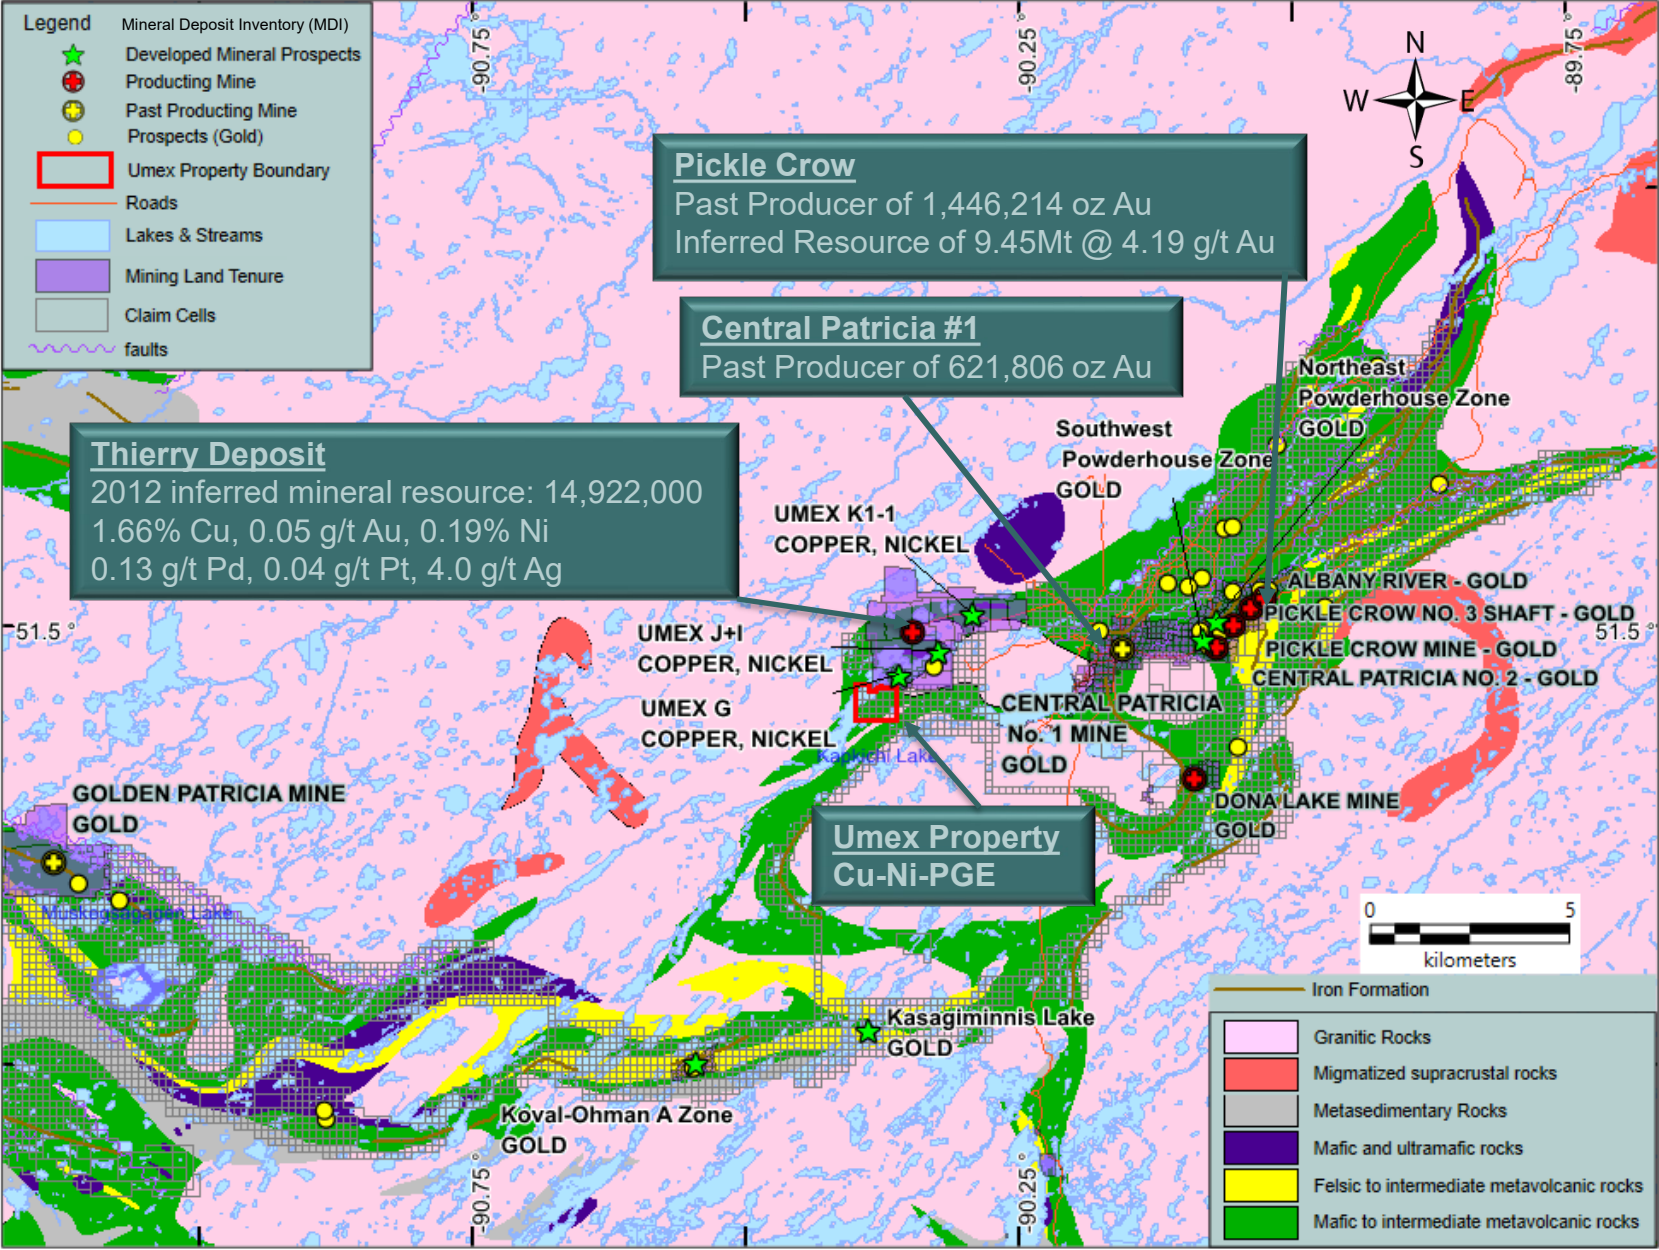 Legend Mineral Deposit Inventory (MDI)
Developed Mineral Prospects
Producting Mine
Past Producting Mine
Prospects (Gold)
Umex Property Boundary
Roads
Lakes & Streams
Mining Land Tenure
Claim Cells
faults
-90.75 °
-90.25 °
-89.75 °
N
W
E
S
Pickle Crow
Past Producer of 1,446,214 oz Au
Inferred Resource of 9.45Mt @ 4.19 g/t Au
Central Patricia #1
Past Producer of 621,806 oz Au
Northeast
Powderhouse Zone
GOLD
Southwest
Powderhouse Zone
GOLD
Thierry Deposit
2012 inferred mineral resource: 14,922,000
1.66% Cu, 0.05 g/t Au, 0.19% Ni
0.13 g/t Pd, 0.04 g/t Pt, 4.0 g/t Ag
UMEX K1-1
COPPER, NICKEL
ALBANY RIVER - GOLD
PICKLE CROW NO. 3 SHAFT - GOLD
51.5 °
51.5 °
UMEX J+I
COPPER, NICKEL
PICKLE CROW MINE - GOLD
CENTRAL PATRICIA NO. 2 - GOLD
UMEX G
COPPER, NICKEL
CENTRAL PATRICIA
No. 1 MINE
GOLD
Kapkichi Lake
GOLDEN PATRICIA MINE
GOLD
DONA LAKE MINE
GOLD
Umex Property
Cu-Ni-PGE
Muskegsagagen Lake
0 5
kilometers
Iron Formation
Kasagiminnis Lake
GOLD
Granitic Rocks
Migmatized supracrustal rocks
Metasedimentary Rocks
Koval-Ohman A Zone
GOLD
Mafic and ultramafic rocks
Felsic to intermediate metavolcanic rocks
Mafic to intermediate metavolcanic rocks
-90.75 °
-90.25 °